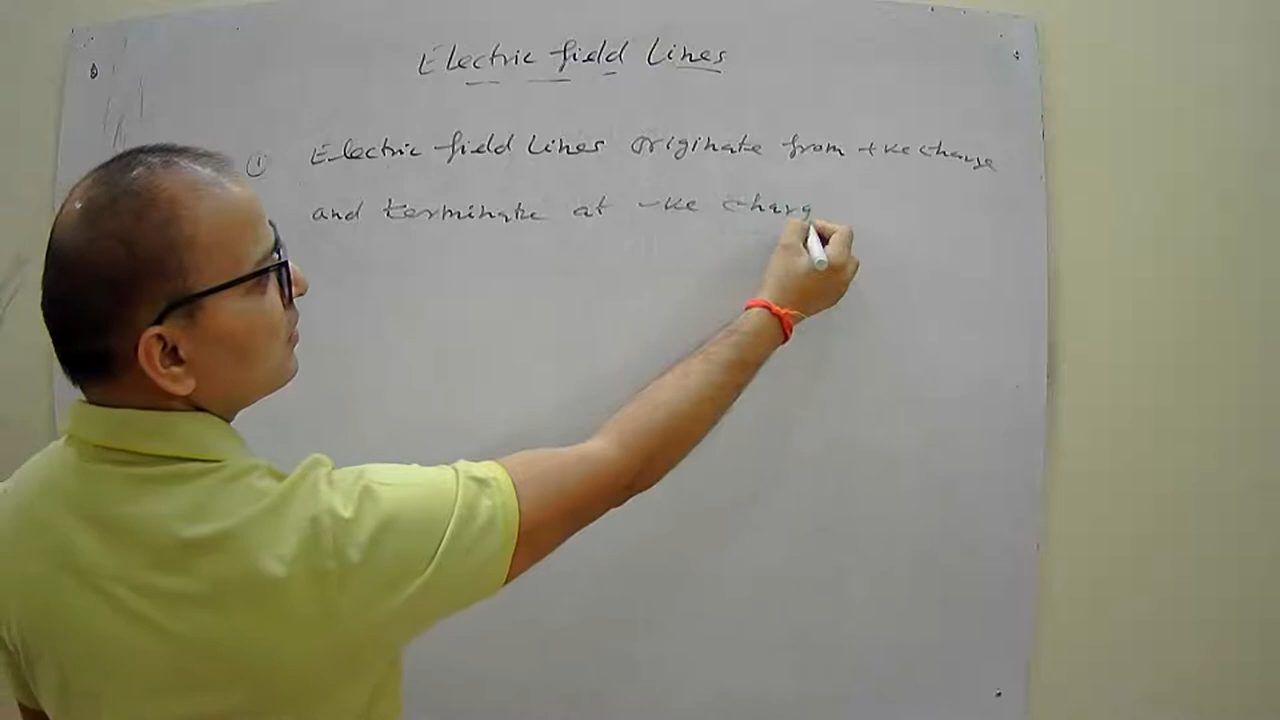 Electric field Lines
① Electric field Lines originate from +ve charge
and terminate at -ve charg